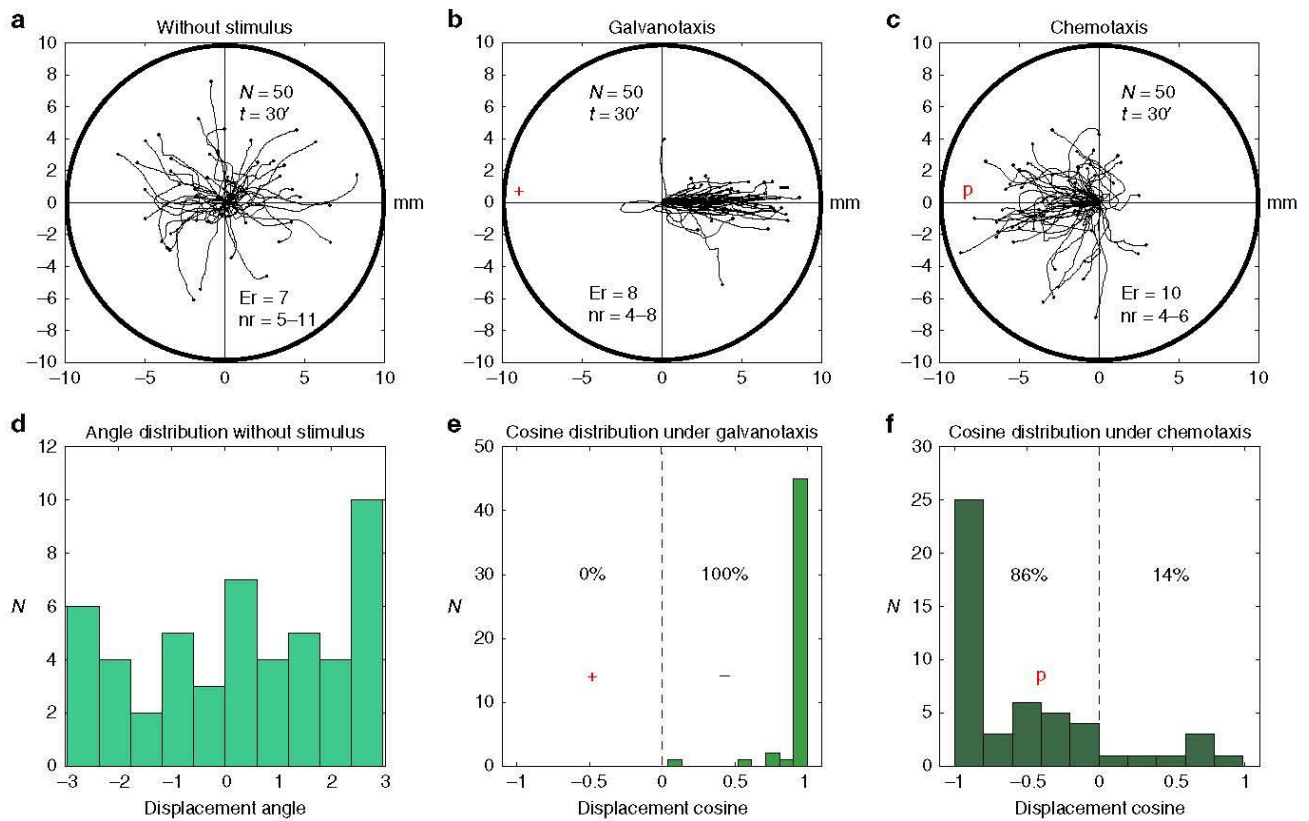 a
Without stimulus
10
8
6
4
2
0
−2
−4
−6
−8
−10
−10
−5
0
5
10
N = 50
t = 30′
Er = 7
nr = 5–11
mm
b
Galvanotaxis
10
8
6
4
2
0
−2
−4
−6
−8
−10
−10
−5
0
5
10
N = 50
t = 30′
+
−
Er = 8
nr = 4–8
mm
c
Chemotaxis
10
8
6
4
2
0
−2
−4
−6
−8
−10
−10
−5
0
5
10
N = 50
t = 30′
p
Er = 10
nr = 4–6
mm
d
Angle distribution without stimulus
12
10
8
6
4
2
0
N
−3
−2
−1
0
1
2
3
Displacement angle
e
Cosine distribution under galvanotaxis
50
40
30
20
10
0
N
0%
100%
+
−
−1
−0.5
0
0.5
1
Displacement cosine
f
Cosine distribution under chemotaxis
30
25
20
15
10
5
0
N
86%
14%
p
−1
−0.5
0
0.5
1
Displacement cosine